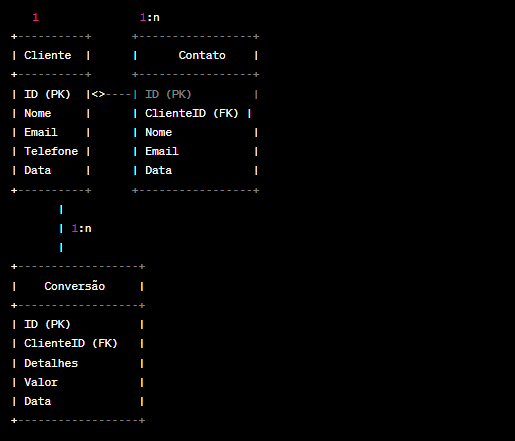 1               1:n
+----------+      +-----------------+
| Cliente  |      |      Contato    |
+----------+      +-----------------+
| ID (PK)  |<>----| ID (PK)         |
| Nome     |      | ClienteID (FK) |
| Email    |      | Nome            |
| Telefone |      | Email           |
| Data     |      | Data            |
+----------+      +-----------------+
       |
       | 1:n
       |
+------------------+
|    Conversão     |
+------------------+
| ID (PK)          |
| ClienteID (FK)   |
| Detalhes         |
| Valor            |
| Data             |
+------------------+